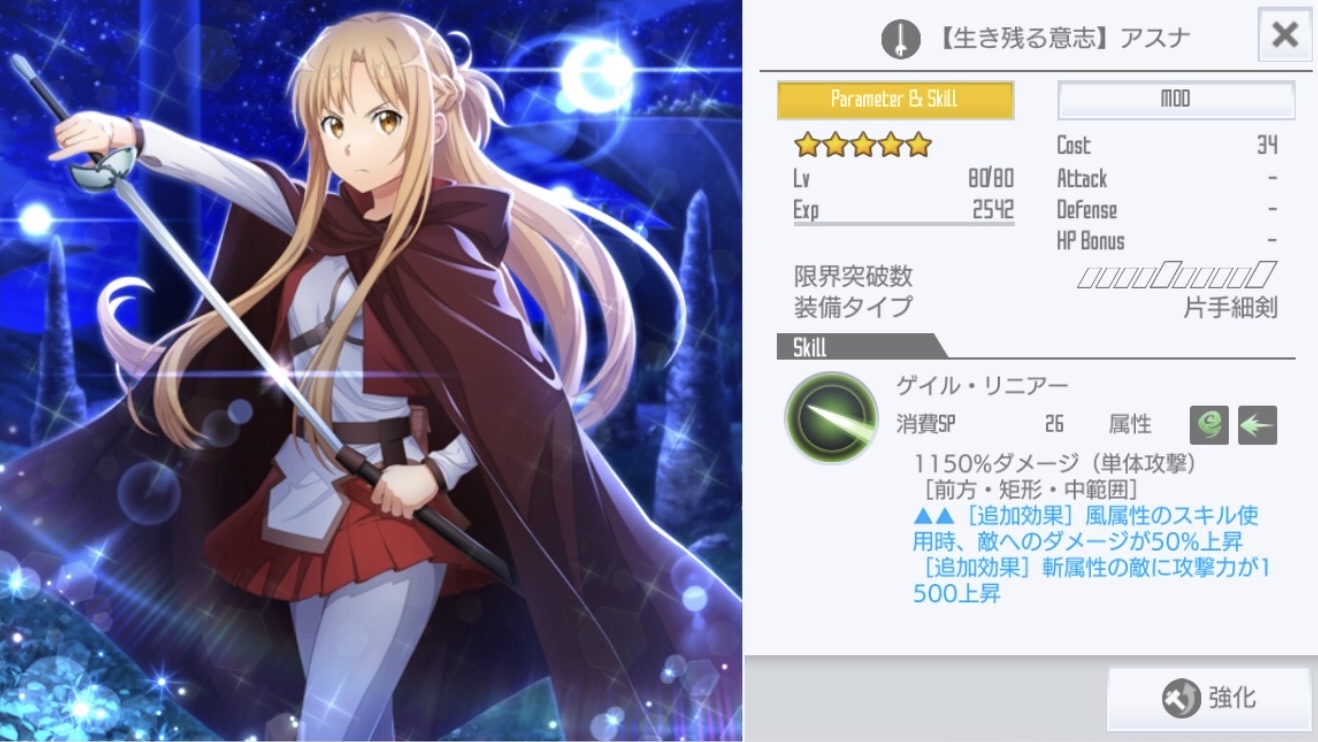 【生き残る意志】アスナ
Parameter & Skill
MOD
Lv 80/80
Exp 2542
Cost 34
Attack -
Defense -
HP Bonus -
限界突破数
装備タイプ 片手細剣
Skill
ゲイル・リニアー
消費SP 26 属性
1150%ダメージ（単体攻撃）
［前方・矩形・中範囲］
▲▲［追加効果］風属性のスキル使
用時、敵へのダメージが50%上昇
［追加効果］斬属性の敵に攻撃力が1
500上昇
強化